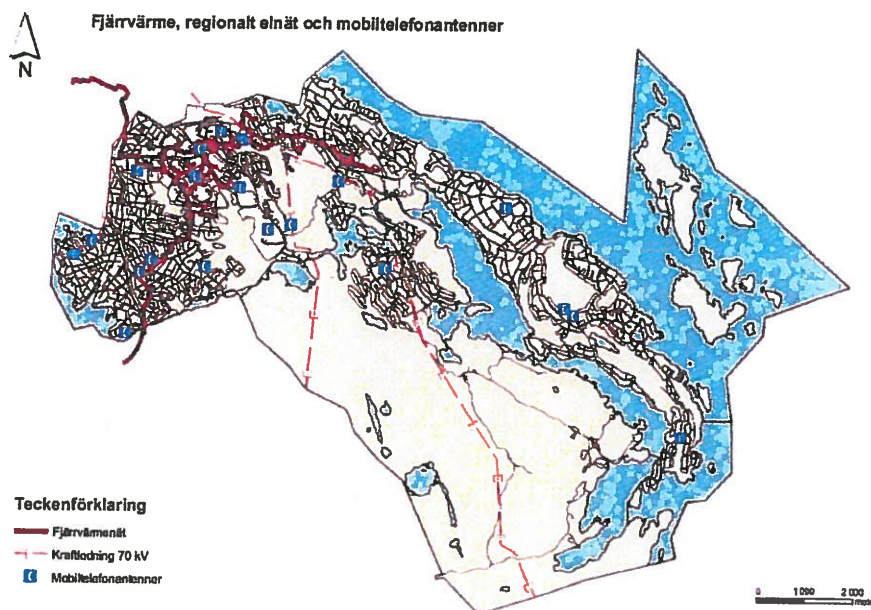 Fjärrvärme, regionalt elnät och mobiltelefonantenner
N
Teckenförklaring
Fjärrvärmenät
Kraftledning 70 kV
Mobiltelefonantenner
0 1 000 2 000